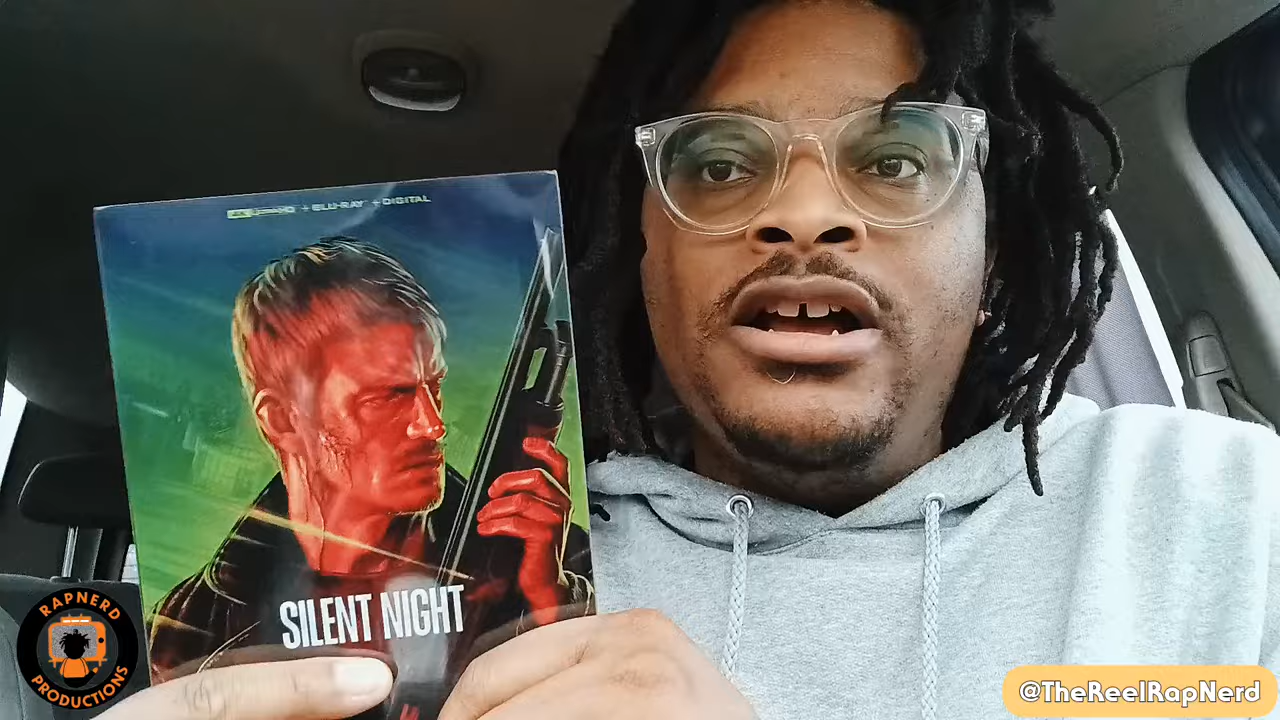 4K ULTRA HD + BLU-RAY + DIGITAL
SILENT NIGHT
RAPNERD
PRODUCTIONS
@TheReelRapNerd